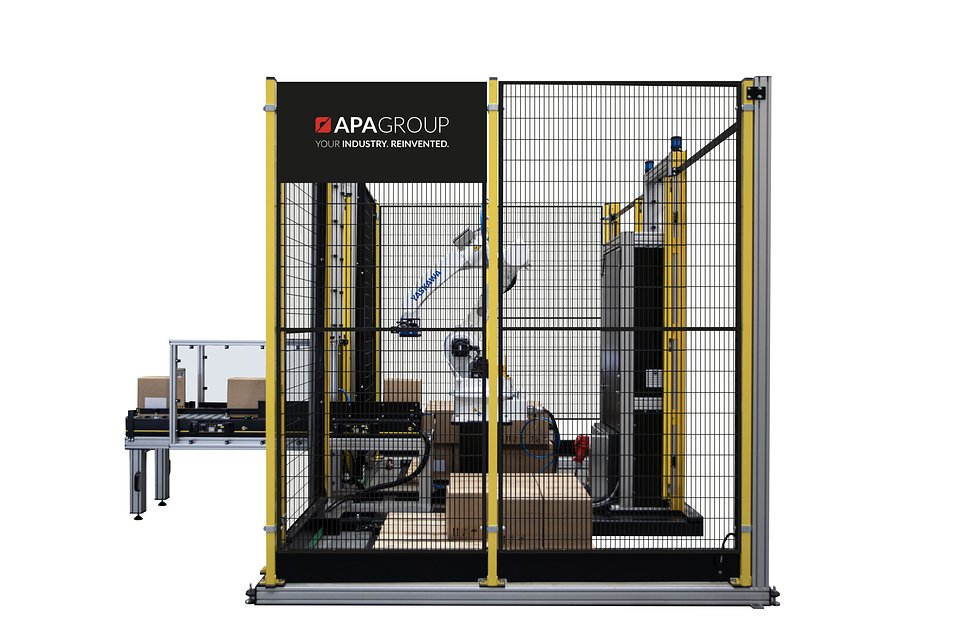 APAGROUP
YOUR INDUSTRY. REINVENTED.
YASKAWA